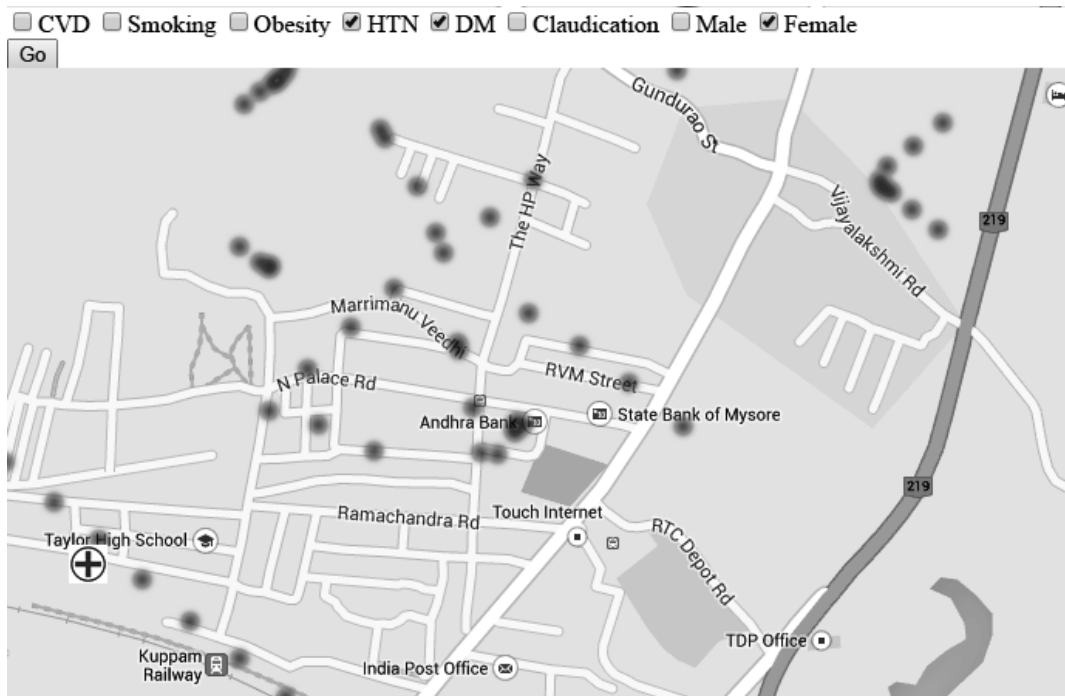 CVD Smoking Obesity HTN DM Claudication Male Female
Go
Gundurao St
The HP Way
Vijayalakshmi Rd
219
Marrimanu Veedhi
RVM Street
N Palace Rd
Andhra Bank
State Bank of Mysore
219
Touch Internet
Ramachandra Rd
RTC Depot Rd
Taylor High School
TDP Office
Kuppam
Railway
India Post Office